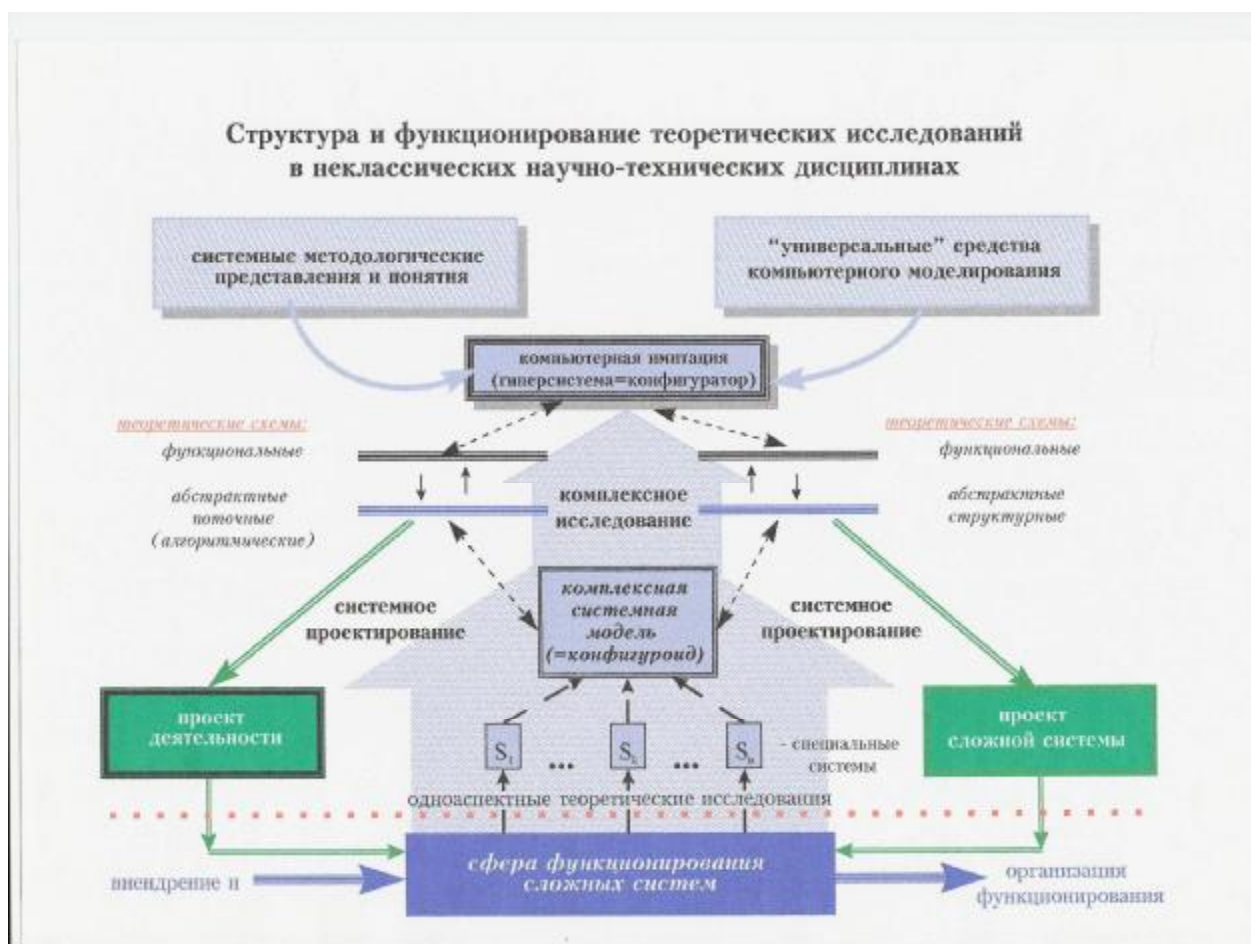 Структура и функционирование теоретических исследований
в неклассических научно-технических дисциплинах
системные методологические
представления и понятия
“универсальные” средства
компьютерного моделирования
компьютерная имитация
(гиперсистема=конфигуратор)
теоретические схемы:
функциональные
абстрактные
поточные
(алгоритмические)
теоретические схемы:
функциональные
абстрактные
структурные
комплексное
исследование
комплексная
системная
модель
(=конфигуроид)
системное
проектирование
системное
проектирование
проект
деятельности
проект
сложной системы
S1 ... Sk ... Sn
- специальные
системы
одноаспектные теоретические исследования
сфера функционирования
сложных систем
внендрение и
организация
функционирования